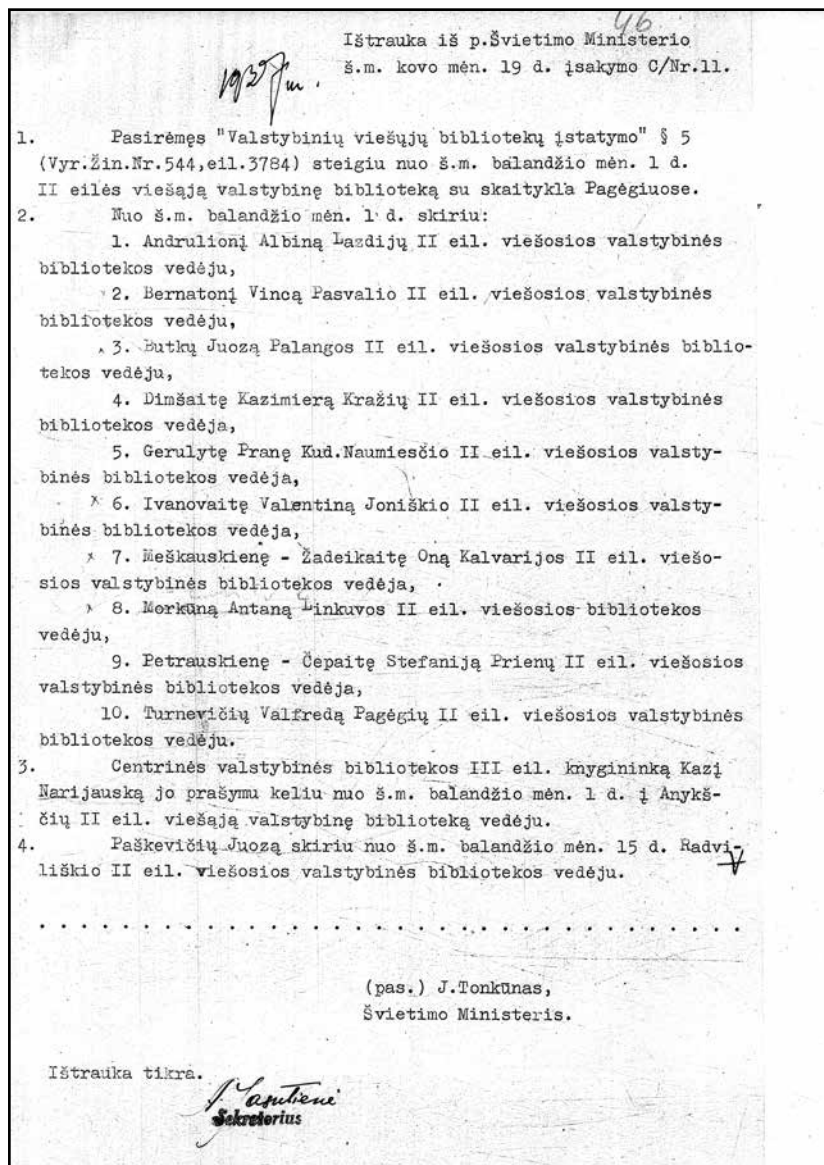 46
Ištrauka iš p.Švietimo Ministerio
š.m. kovo mėn. 19 d. įsakymo C/Nr.11.
1937 m.
1. Pasirėmęs "Valstybinių viešųjų bibliotekų įstatymo" § 5
(Vyr.Žin.Nr.544,eil.3784) steigiu nuo š.m. balandžio mėn. 1 d.
II eilės viešąją valstybinę biblioteką su skaitykla Pagėgiuose.
2. Nuo š.m. balandžio mėn. 1 d. skiriu:
1. Andrulionį Albiną Lazdijų II eil. viešosios valstybinės
bibliotekos vedėju,
2. Bernatonį Vincą Pasvalio II eil. viešosios valstybinės
bibliotekos vedėju,
3. Butkų Juozą Palangos II eil. viešosios valstybinės biblio-
tekos vedėju,
4. Dimšaitę Kazimierą Kražių II eil. viešosios valstybinės
bibliotekos vedėja,
5. Gerulytę Pranę Kud.Naumiesčio II eil. viešosios valsty-
binės bibliotekos vedėja,
x 6. Ivanovaitę Valentiną Joniškio II eil. viešosios valsty-
binės bibliotekos vedėja,
x 7. Meškauskienę - Žadeikaitę Oną Kalvarijos II eil. viešo-
sios valstybinės bibliotekos vedėja,
x 8. Morkūną Antaną Linkuvos II eil. viešosios bibliotekos
vedėju,
9. Petrauskienę - Čepaitę Stefaniją Prienų II eil. viešosios
valstybinės bibliotekos vedėja,
10. Turnevičių Valfredą Pagėgių II eil. viešosios valstybinės
bibliotekos vedėju.
3. Centrinės valstybinės bibliotekos III eil. knygininką Kazį
Narijauską jo prašymu keliu nuo š.m. balandžio mėn. 1 d. į Anykš-
čių II eil. viešąją valstybinę biblioteką vedėju.
4. Paškevičių Juozą skiriu nuo š.m. balandžio mėn. 15 d. Radvi-
liškio II eil. viešosios valstybinės bibliotekos vedėju.
. . . . . . . . . . . . . . . . . . . . . . . . . . . . . .
(pas.) J.Tonkūnas,
Švietimo Ministeris.
Ištrauka tikra.
Sekretorius